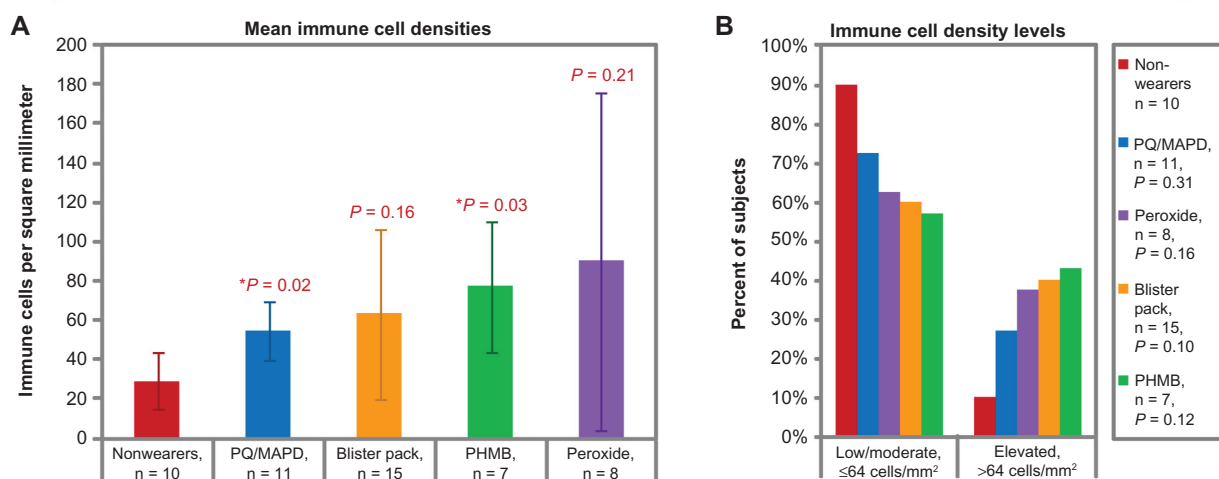 A
Mean immune cell densities
Immune cells per square millimeter
200
180
160
140
120
100
80
60
40
20
0
*P = 0.02
P = 0.16
*P = 0.03
P = 0.21
Nonwearers,
n = 10
PQ/MAPD,
n = 11
Blister pack,
n = 15
PHMB,
n = 7
Peroxide,
n = 8
B
Immune cell density levels
Percent of subjects
100%
90%
80%
70%
60%
50%
40%
30%
20%
10%
0%
Low/moderate,
≤64 cells/mm²
Elevated,
>64 cells/mm²
Non-
wearers
n = 10
PQ/MAPD,
n = 11,
P = 0.31
Peroxide,
n = 8,
P = 0.16
Blister
pack,
n = 15,
P = 0.10
PHMB,
n = 7,
P = 0.12